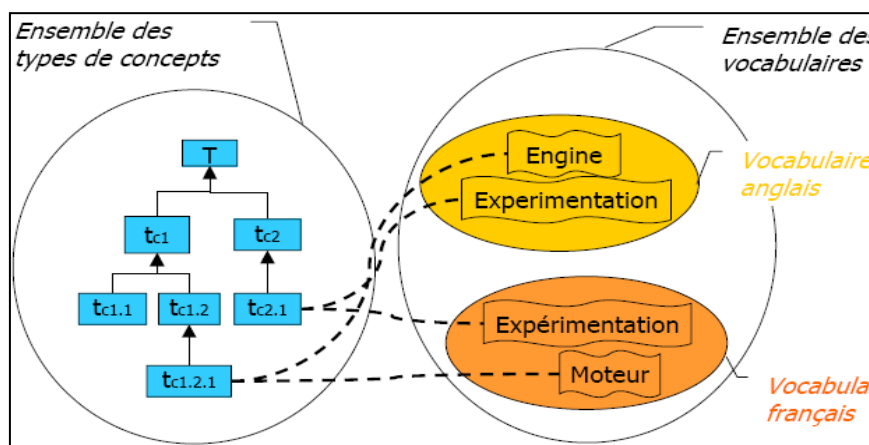 Ensemble des
types de concepts
Ensemble des
vocabulaires
T
tc1
tc2
tc1.1
tc1.2
tc2.1
tc1.2.1
Engine
Experimentation
Vocabulaire
anglais
Expérimentation
Moteur
Vocabula
français